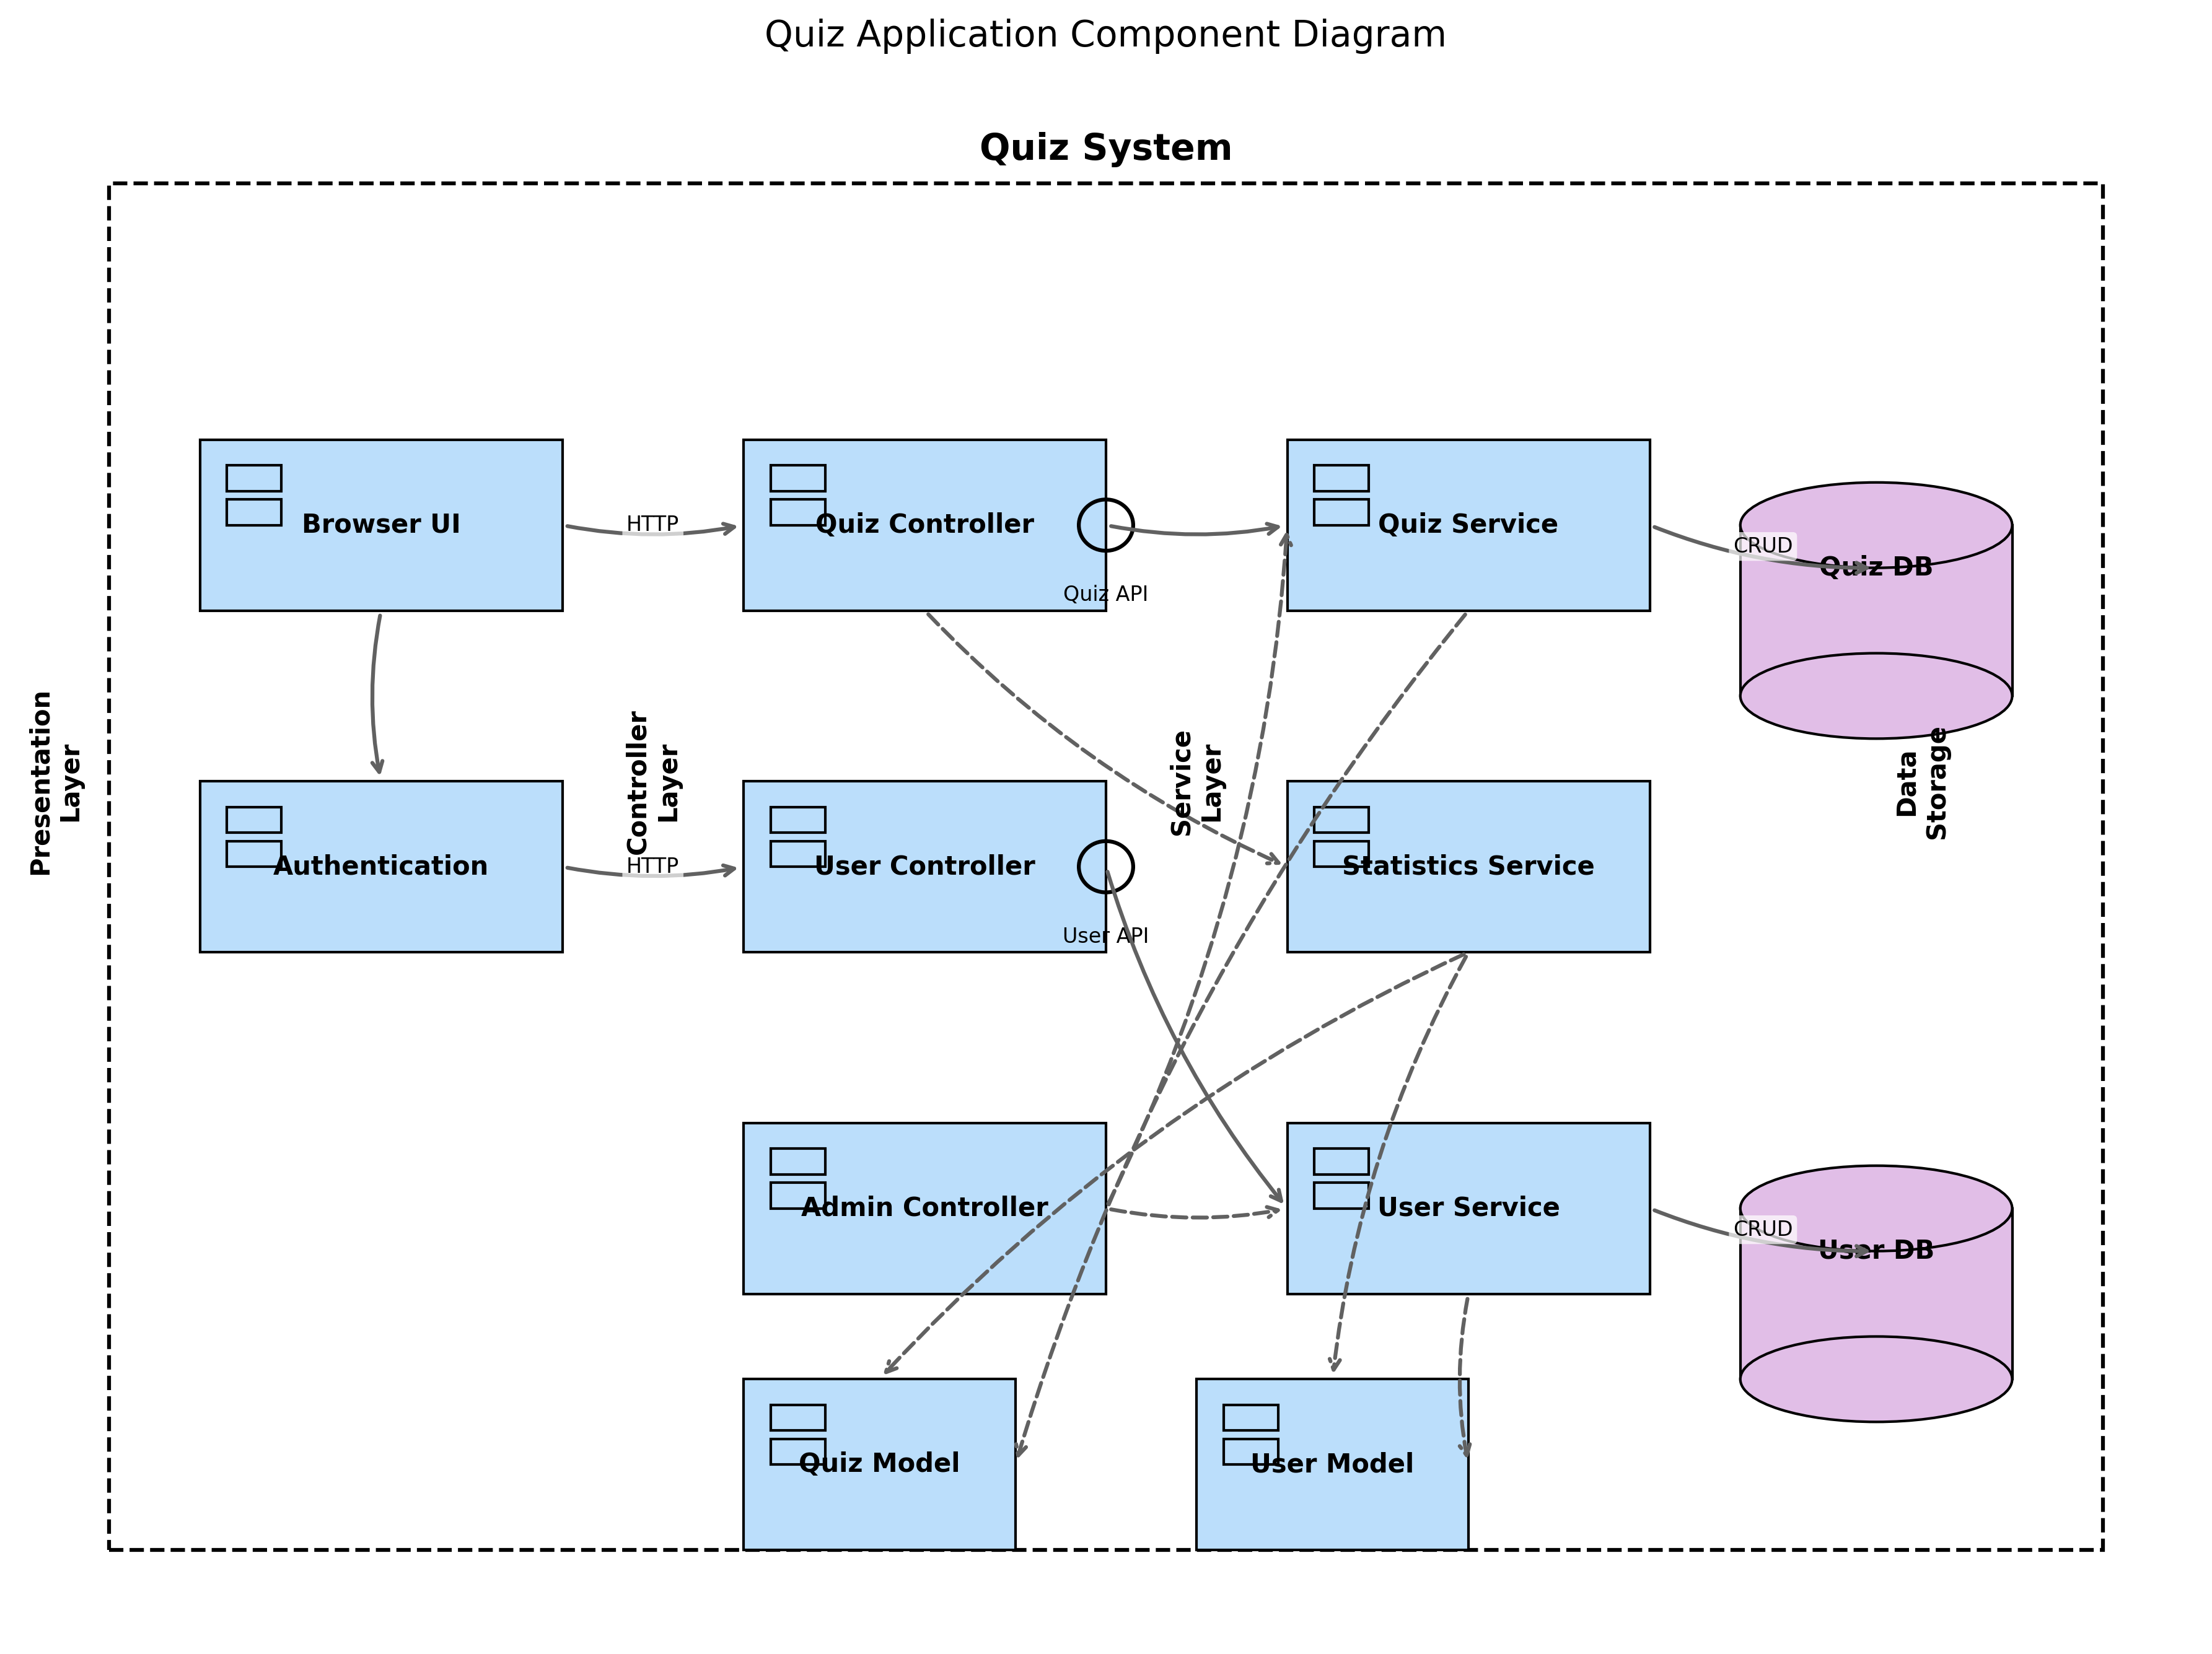 Quiz Application Component Diagram
Quiz System
Browser UI
HTTP
Quiz Controller
Quiz API
Quiz Service
CRUD
Quiz DB
Presentation
Layer
Controller
Layer
Service
Layer
Data
Storage
Authentication
HTTP
User Controller
User API
Statistics Service
Admin Controller
User Service
CRUD
User DB
Quiz Model
User Model